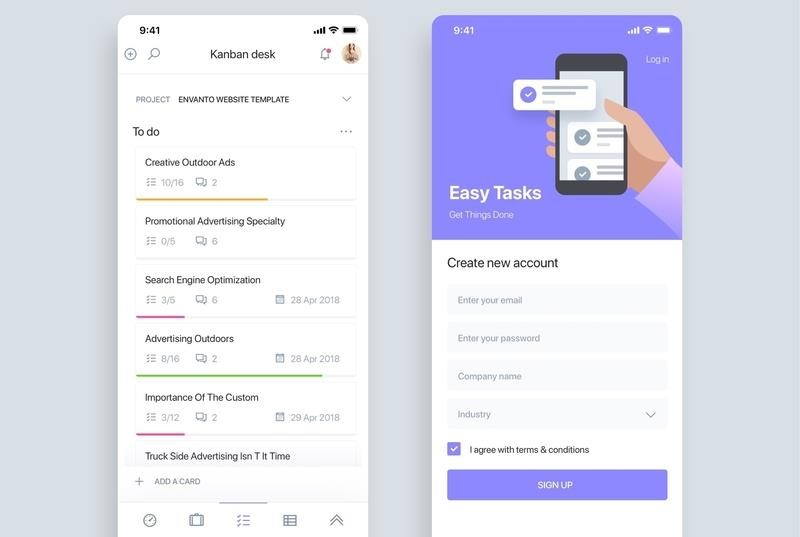 9:41
Kanban desk
PROJECT ENVANTO WEBSITE TEMPLATE
To do
Creative Outdoor Ads
10/16 2
Promotional Advertising Specialty
0/5 6
Search Engine Optimization
3/5 6 28 Apr 2018
Advertising Outdoors
8/16 2 28 Apr 2018
Importance Of The Custom
3/12 2 29 Apr 2018
Truck Side Advertising Isn T It Time
ADD A CARD
9:41
Log in
Easy Tasks
Get Things Done
Create new account
Enter your email
Enter your password
Company name
Industry
I agree with terms & conditions
SIGN UP